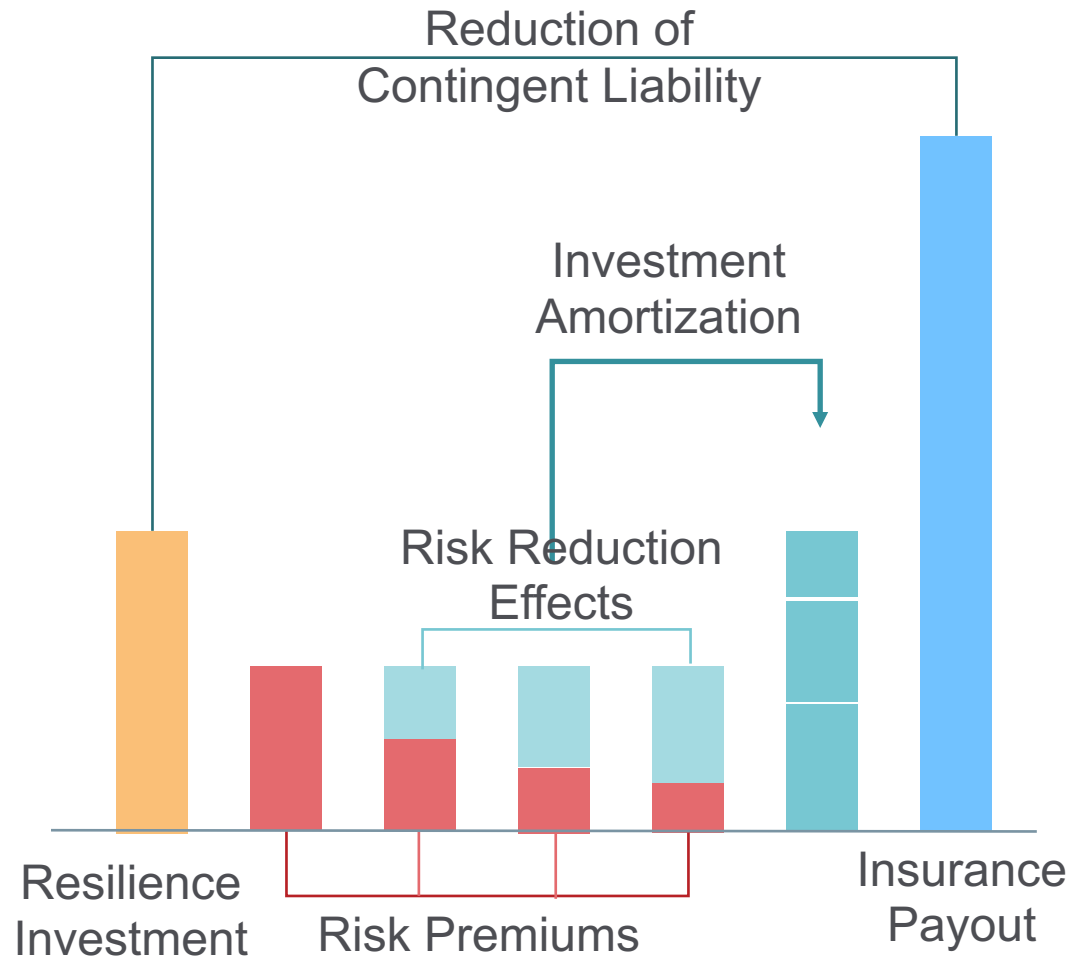 Reduction of
Contingent Liability
Investment
Amortization
Risk Reduction
Effects
Resilience
Investment
Risk Premiums
Insurance
Payout